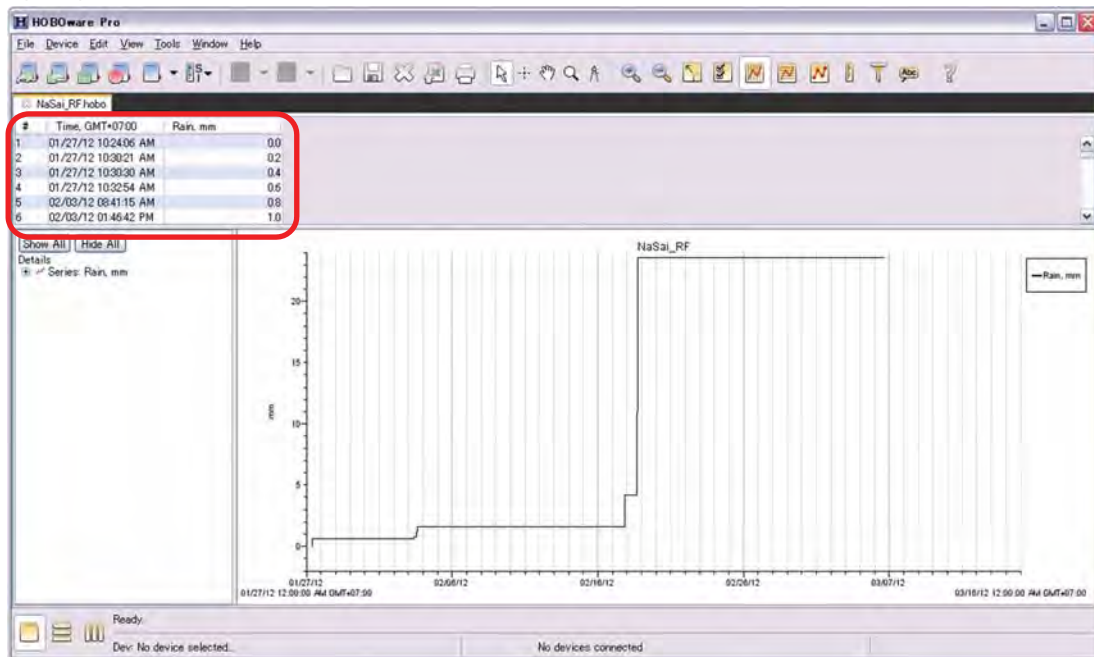 HOBOware Pro
File Device Edit View Tools Window Help
NaSai_RF.hobo
# Time, GMT+07:00 Rain, mm
1 01/27/12 10:24:06 AM 0.0
2 01/27/12 10:30:21 AM 0.2
3 01/27/12 10:30:30 AM 0.4
4 01/27/12 10:32:54 AM 0.6
5 02/03/12 08:41:15 AM 0.8
6 02/03/12 01:46:42 PM 1.0
Show All Hide All
Details
Series: Rain, mm
NaSai_RF
Rain, mm
20
15
10
5
0
mm
01/27/12 02/06/12 02/16/12 02/26/12 03/07/12
01/27/12 12:00:00 AM GMT+07:00 03/16/12 12:00:00 AM GMT+07:00
Ready.
Dev: No device selected... No devices connected